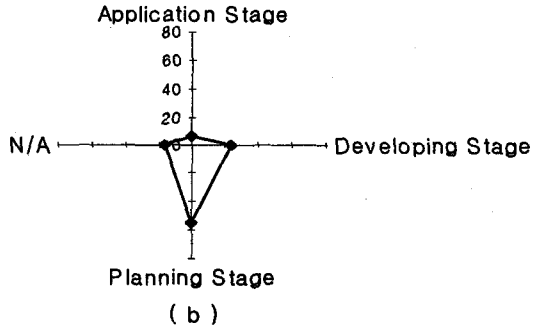 Application Stage
80
60
40
20
0
N/A
Developing Stage
Planning Stage
(b)